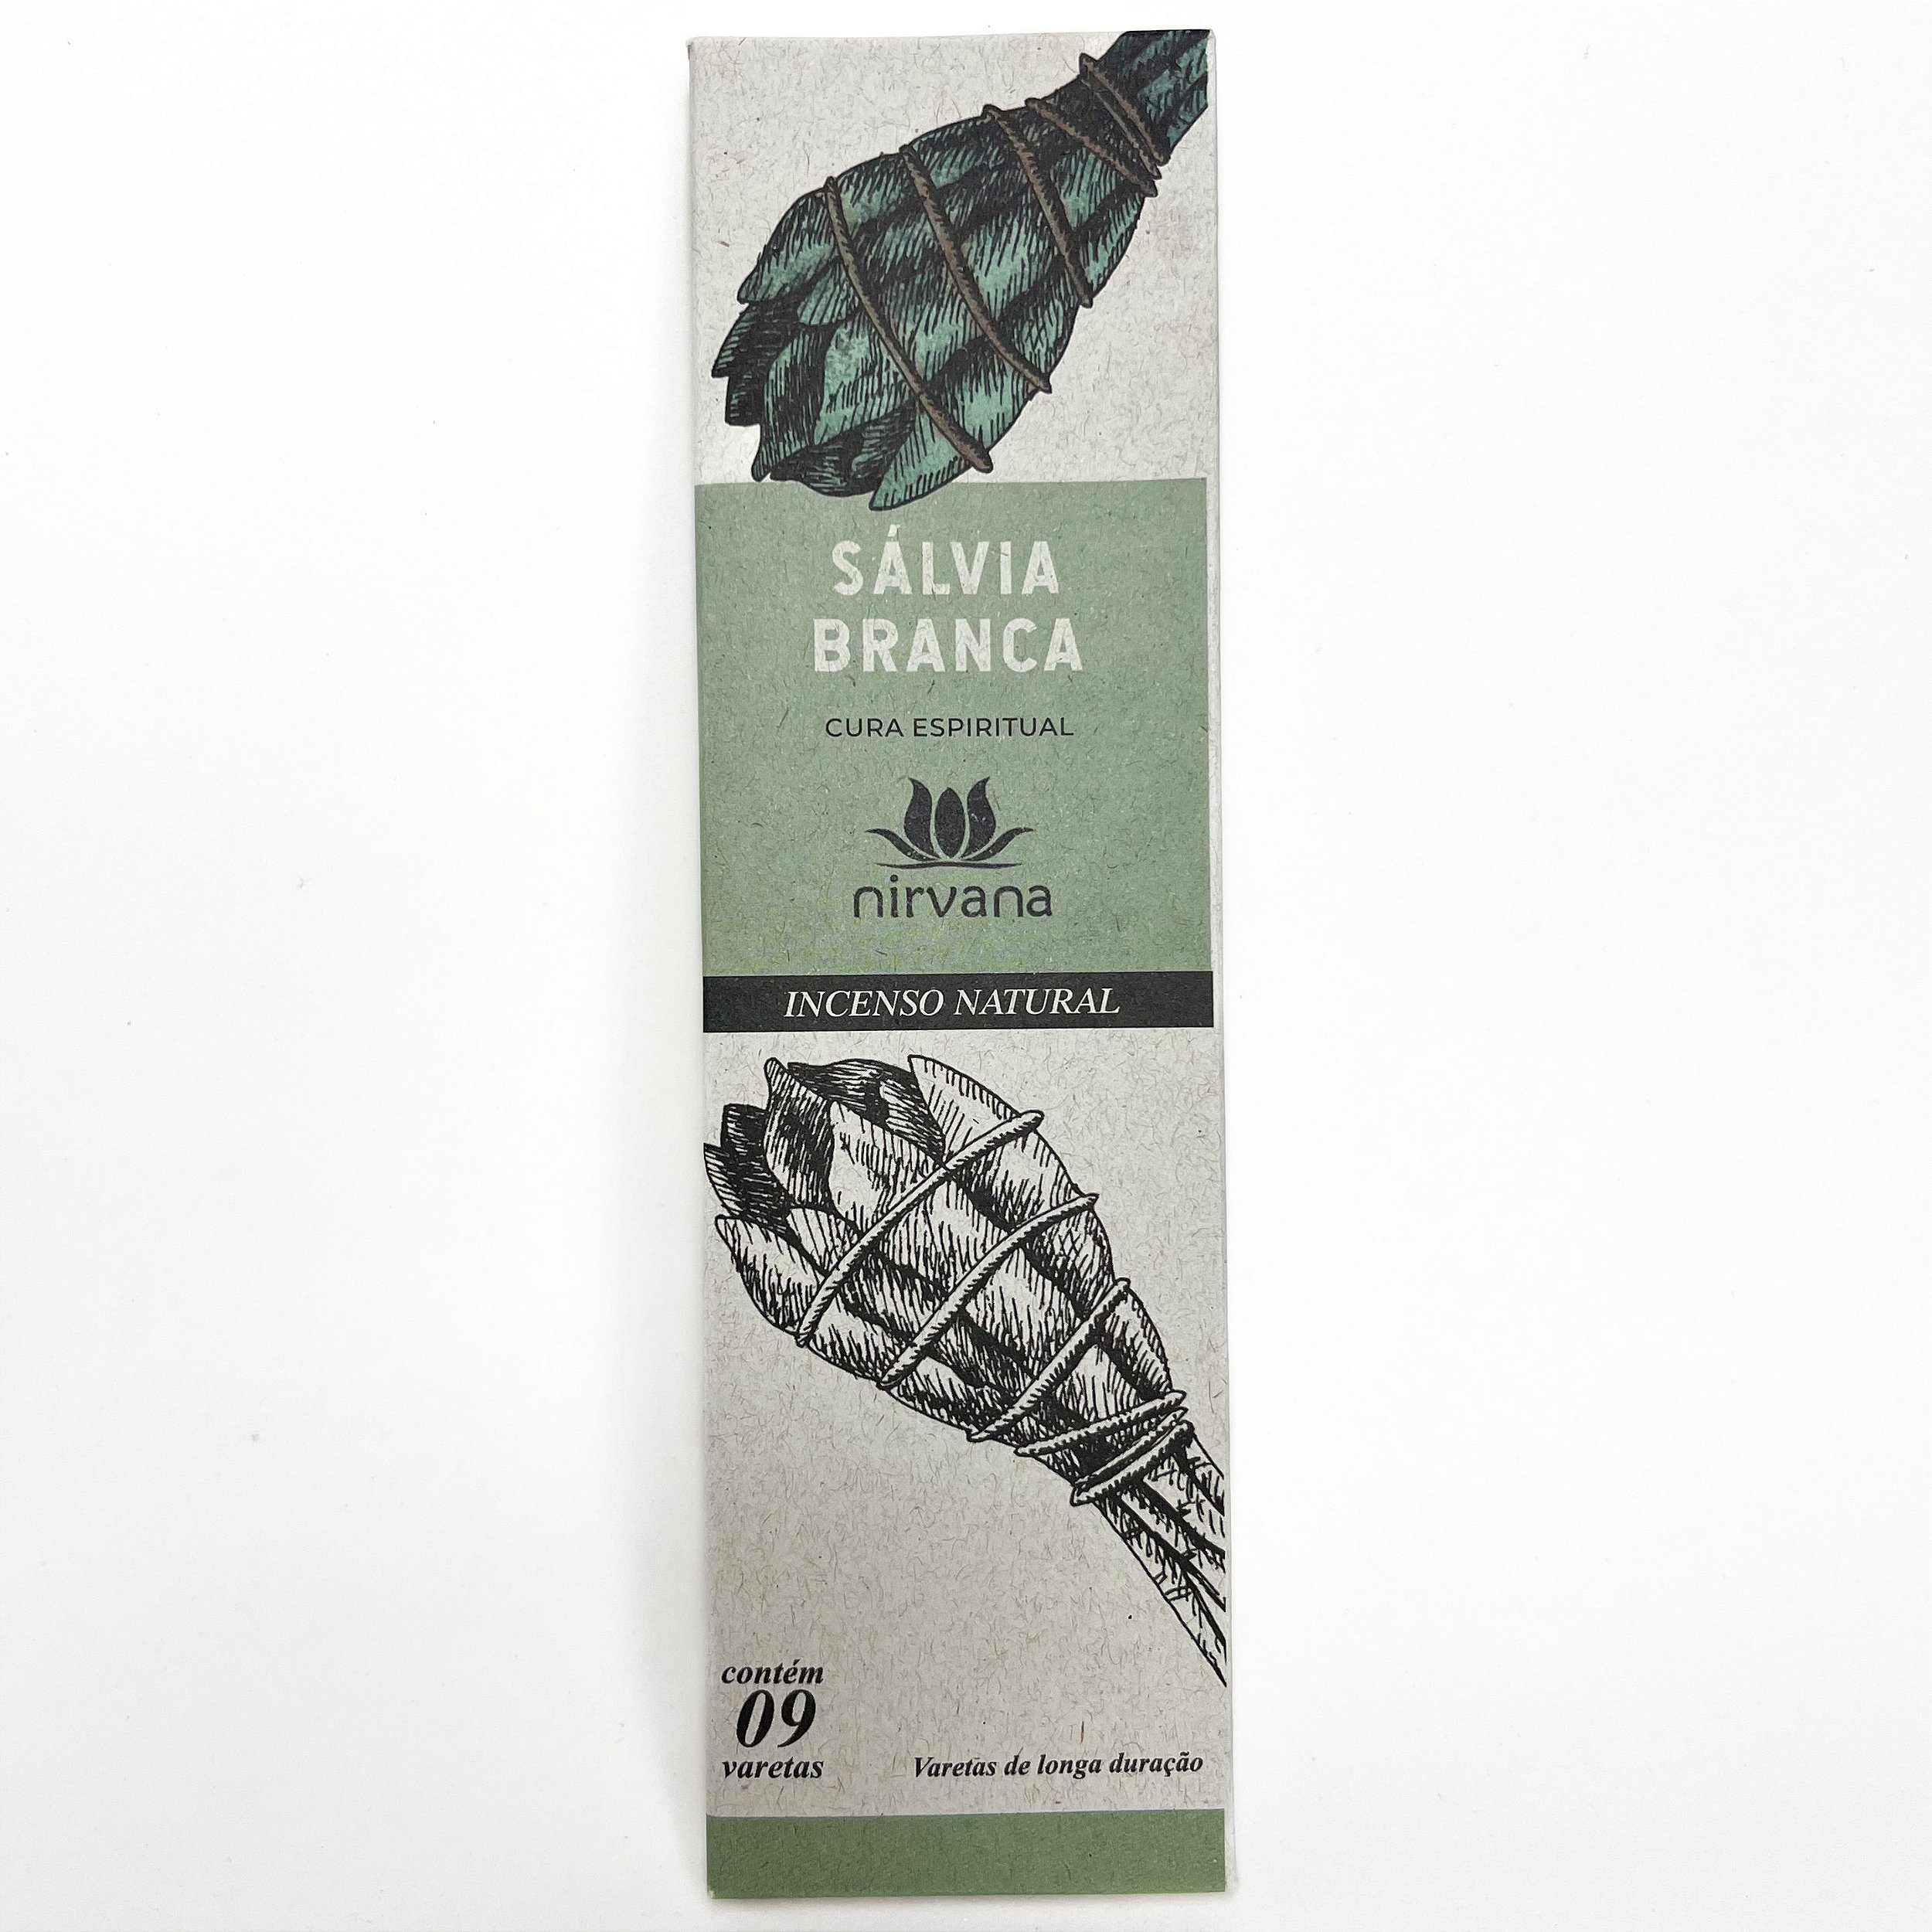 SÁLVIA
BRANCA
CURA ESPIRITUAL
nirvana
INCENSO NATURAL
contém
09
varetas
Varetas de longa duração